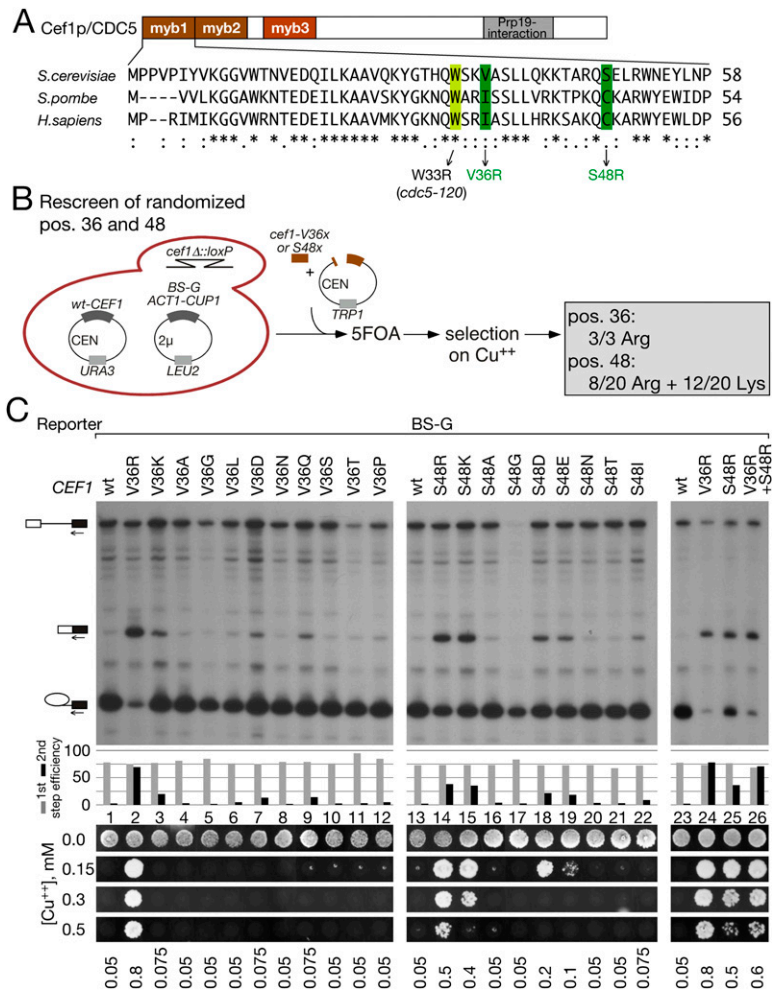 A
Cef1p/CDC5
myb1 myb2 myb3 Prp19-interaction
S.cerevisiae MPPVPIYVKGGVWTNVEDQILKAAVQKYGTHQWSKVASLLQKKTARQSELRWNEYLNP 58
S.pombe M----VVLKGGAWKNTEDEILKAAVSKYGKNQWARISSLLVRKTPKQCKARWYEWIDP 54
H.sapiens MP--RIMIKGGVWRNTEDEILKAAVMKYGKNQWSRIASLLHRKSAKQCKARWYEWLDP 56
W33R V36R S48R
(cdc5-120)
B Rescreen of randomized
pos. 36 and 48
cef1Δ::loxP
cef1-V36x
or S48x
+
CEN
TRP1
wt-CEF1
CEN
URA3
BS-G
ACT1-CUP1
2µ
LEU2
5FOA
selection
on Cu++
pos. 36:
3/3 Arg
pos. 48:
8/20 Arg + 12/20 Lys
C
Reporter BS-G
CEF1 wt V36R V36K V36A V36G V36L V36D V36N V36Q V36S V36T V36P wt S48R S48K S48A S48G S48D S48E S48N S48T S48I wt V36R S48R V36R +S48R
1st 2nd
step efficiency
100
50
0
1 2 3 4 5 6 7 8 9 10 11 12 13 14 15 16 17 18 19 20 21 22 23 24 25 26
[Cu++], mM
0.0
0.15
0.3
0.5
0.05 0.8 0.075 0.05 0.05 0.05 0.075 0.05 0.075 0.05 0.05 0.05 0.05 0.5 0.4 0.05 0.05 0.2 0.1 0.05 0.05 0.075 0.05 0.8 0.5 0.6